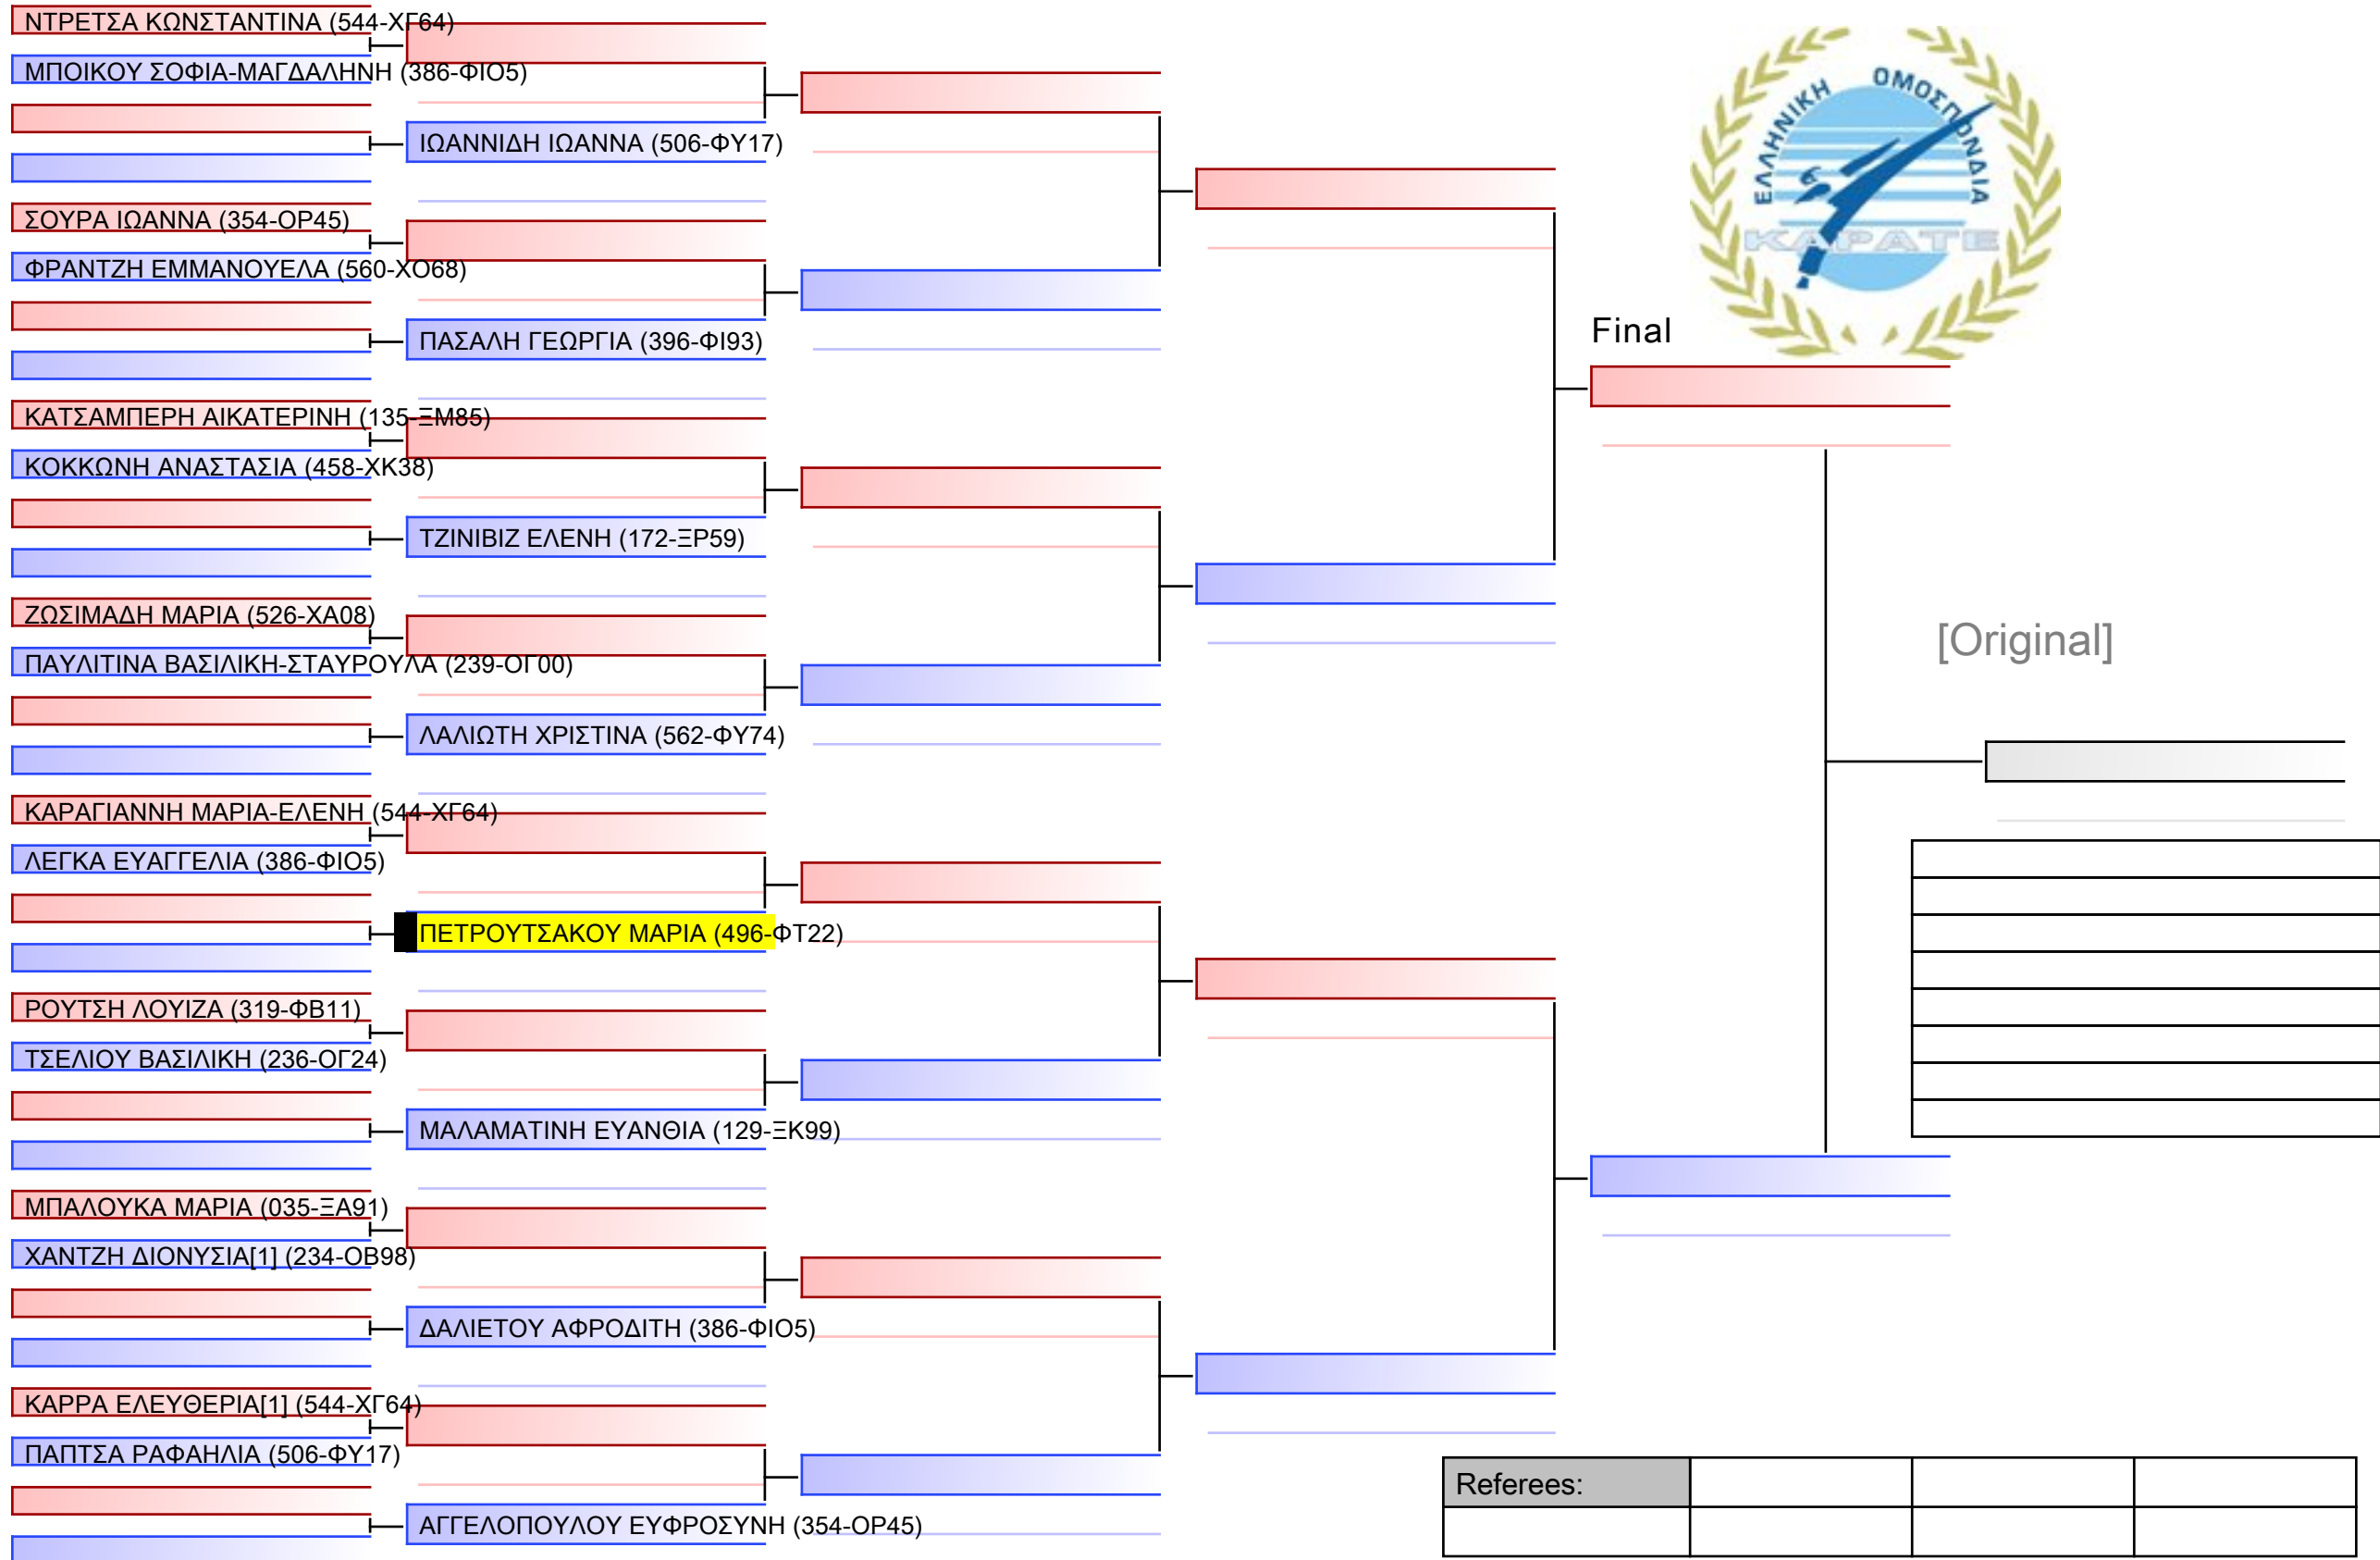 ΝΤΡΕΤΣΑ ΚΩΝΣΤΑΝΤΙΝΑ (544-ΧΓ64)
ΜΠΟΙΚΟΥ ΣΟΦΙΑ-ΜΑΓΔΑΛΗΝΗ (386-ΦΙΟ5)
ΙΩΑΝΝΙΔΗ ΙΩΑΝΝΑ (506-ΦΥ17)
ΣΟΥΡΑ ΙΩΑΝΝΑ (354-ΟΡ45)
ΦΡΑΝΤΖΗ ΕΜΜΑΝΟΥΕΛΑ (560-ΧΟ68)
ΠΑΣΑΛΗ ΓΕΩΡΓΙΑ (396-ΦΙ93)
ΚΑΤΣΑΜΠΕΡΗ ΑΙΚΑΤΕΡΙΝΗ (135-ΞΜ85)
ΚΟΚΚΩΝΗ ΑΝΑΣΤΑΣΙΑ (458-ΧΚ38)
ΤΖΙΝΙΒΙΖ ΕΛΕΝΗ (172-ΞΡ59)
ΖΩΣΙΜΑΔΗ ΜΑΡΙΑ (526-ΧΑ08)
ΠΑΥΛΙΤΙΝΑ ΒΑΣΙΛΙΚΗ-ΣΤΑΥΡΟΥΛΑ (239-ΟΓ00)
ΛΑΛΙΩΤΗ ΧΡΙΣΤΙΝΑ (562-ΦΥ74)
ΚΑΡΑΓΙΑΝΝΗ ΜΑΡΙΑ-ΕΛΕΝΗ (544-ΧΓ64)
ΛΕΓΚΑ ΕΥΑΓΓΕΛΙΑ (386-ΦΙΟ5)
ΠΕΤΡΟΥΤΣΑΚΟΥ ΜΑΡΙΑ (496-ΦΤ22)
ΡΟΥΤΣΗ ΛΟΥΙΖΑ (319-ΦΒ11)
ΤΣΕΛΙΟΥ ΒΑΣΙΛΙΚΗ (236-ΟΓ24)
ΜΑΛΑΜΑΤΙΝΗ ΕΥΑΝΘΙΑ (129-ΞΚ99)
ΜΠΑΛΟΥΚΑ ΜΑΡΙΑ (035-ΞΑ91)
ΧΑΝΤΖΗ ΔΙΟΝΥΣΙΑ[1] (234-ΟΒ98)
ΔΑΛΙΕΤΟΥ ΑΦΡΟΔΙΤΗ (386-ΦΙΟ5)
ΚΑΡΡΑ ΕΛΕΥΘΕΡΙΑ[1] (544-ΧΓ64)
ΠΑΠΤΣΑ ΡΑΦΑΗΛΙΑ (506-ΦΥ17)
ΑΓΓΕΛΟΠΟΥΛΟΥ ΕΥΦΡΟΣΥΝΗ (354-ΟΡ45)
ΕΛΛΗΝΙΚΗ ΟΜΟΣΠΟΝΔΙΑ
ΚΑΡΑΤΕ
Final
[Original]
Referees: